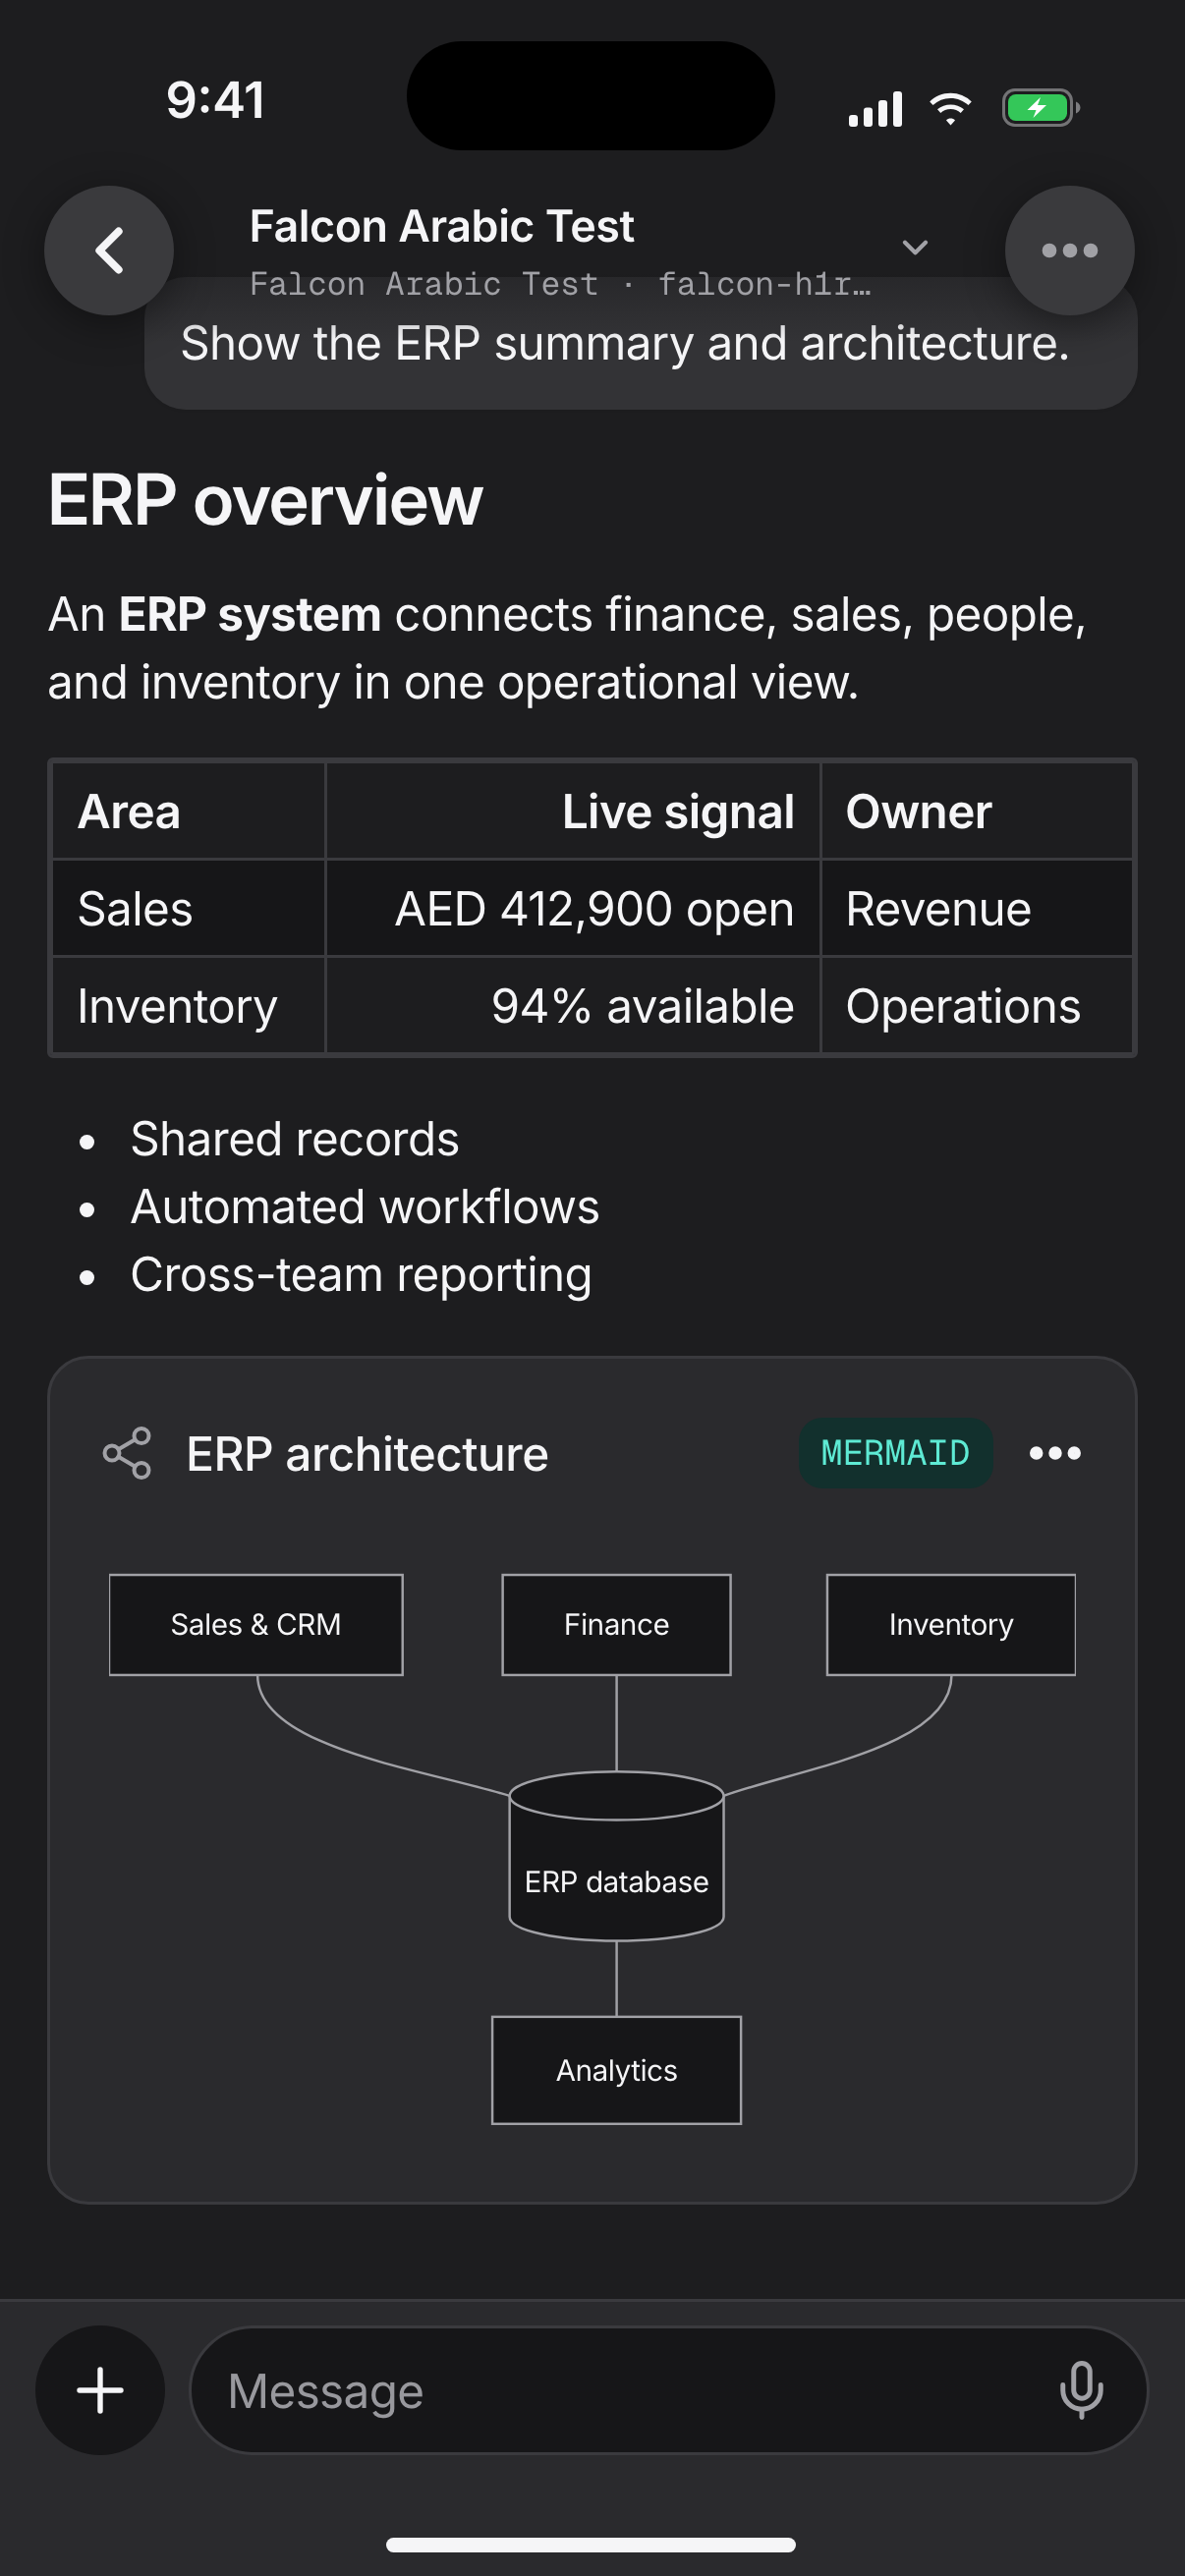 9:41
Falcon Arabic Test
Falcon Arabic Test · falcon-h1r…
Show the ERP summary and architecture.
ERP overview
An ERP system connects finance, sales, people,
and inventory in one operational view.
Area Live signal Owner
Sales AED 412,900 open Revenue
Inventory 94% available Operations
• Shared records
• Automated workflows
• Cross-team reporting
ERP architecture MERMAID
Sales & CRM Finance Inventory
ERP database
Analytics
Message